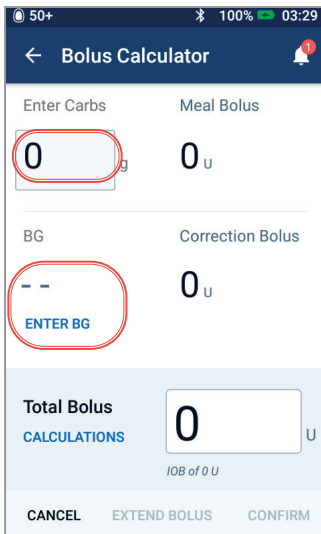 50+ 100% 03:29
Bolus Calculator
Enter Carbs Meal Bolus
0 g 0 U
BG Correction Bolus
-- 0 U
ENTER BG
Total Bolus 0 U
CALCULATIONS
IOB of 0 U
CANCEL EXTEND BOLUS CONFIRM